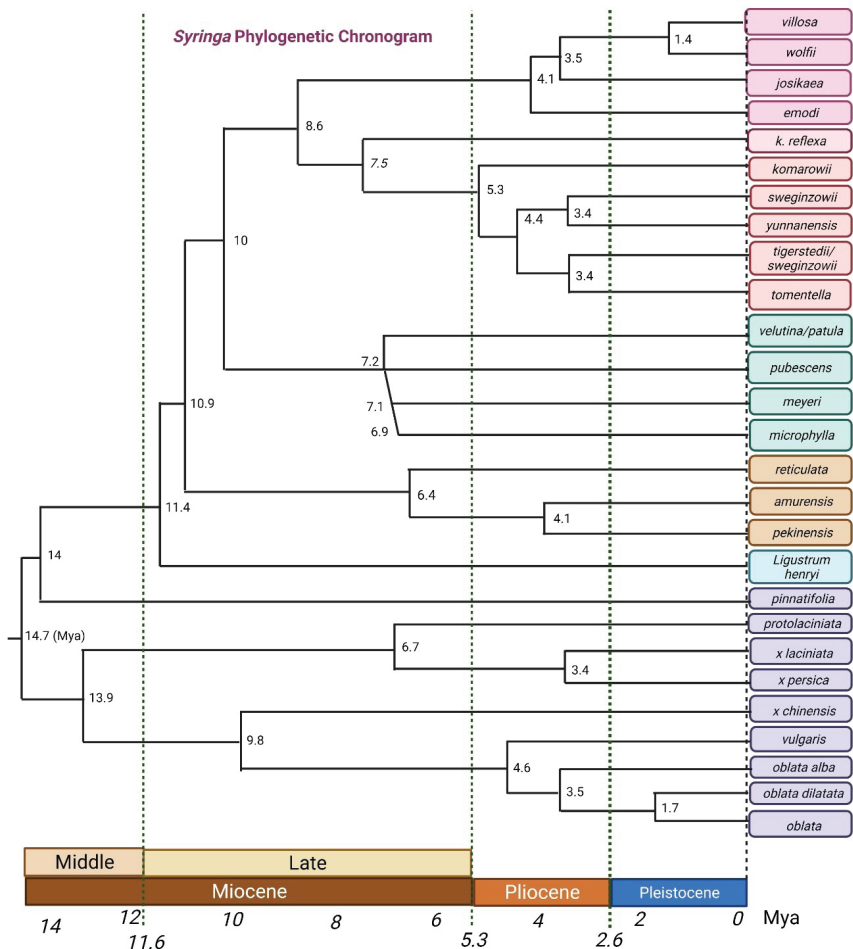 Syringa Phylogenetic Chronogram
villosa
1.4
wolfii
3.5
josikaea
4.1
emodi
8.6
k. reflexa
7.5
komarowii
5.3
sweginzowii
4.4
3.4
yunnanensis
10
tigerstedii/
sweginzowii
3.4
tomentella
velutina/patula
7.2
pubescens
7.1
meyeri
10.9
6.9
microphylla
reticulata
6.4
amurensis
11.4
4.1
pekinensis
14
Ligustrum
henryi
pinnatifolia
14.7 (Mya)
protolaciniata
6.7
x laciniata
3.4
x persica
13.9
x chinensis
9.8
vulgaris
4.6
oblata alba
3.5
oblata dilatata
1.7
oblata
Middle
Late
Miocene
Pliocene
Pleistocene
14 12 10 8 6 4 2 0 Mya
11.6 5.3 2.6